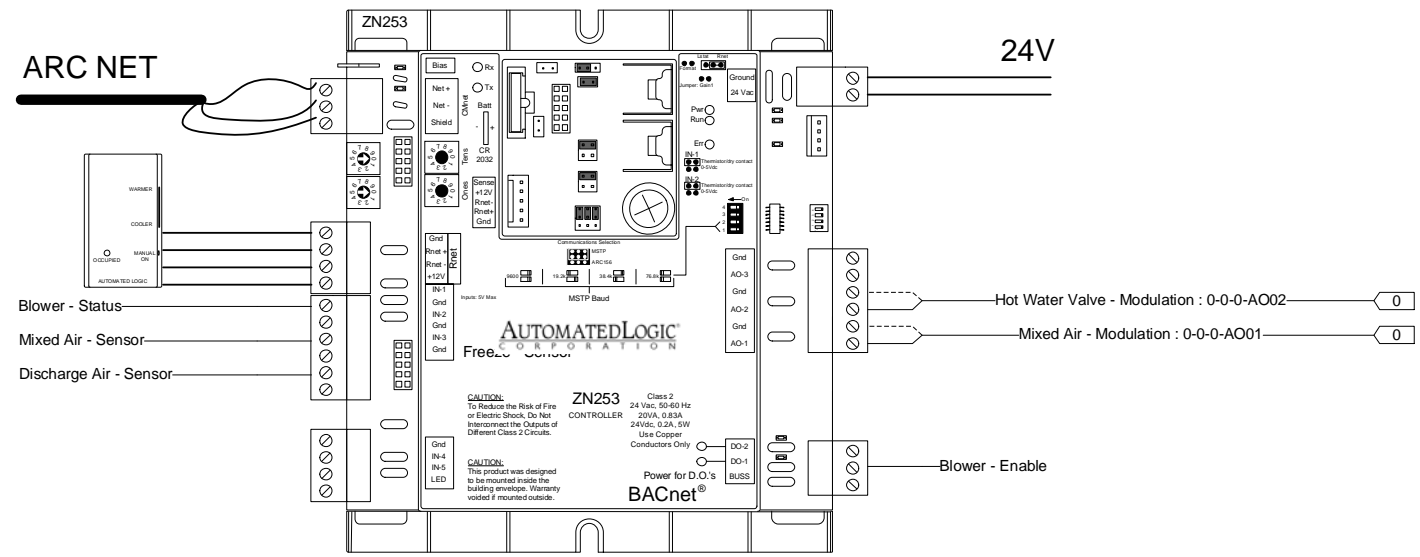 ZN253
ARC NET
24V
Bias
Rx
Tx
Net +
Net -
Shield
CMnet
Batt
- +
CR
2032
Tens
Ones
Sense
+12V
Rnet-
Rnet+
Gnd
Lstat Rnet
Format
Jumper: Gain1
Ground
24 Vac
Pwr
Run
Err
IN-1
Thermistor/dry contact
0-5Vdc
IN-2
Thermistor/dry contact
0-5Vdc
On
4
3
2
1
WARMER
COOLER
MANUAL
ON
OCCUPIED
AUTOMATED LOGIC
Gnd
Rnet +
Rnet -
+12V
Rnet
Communications Selection
MSTP
ARC156
9600
19.2k
38.4k
76.8k
MSTP Baud
IN-1
Gnd
IN-2
Gnd
IN-3
Gnd
Inputs: 5V Max
Gnd
AO-3
Gnd
AO-2
Gnd
AO-1
Blower - Status
Mixed Air - Sensor
Discharge Air - Sensor
AUTOMATEDLOGIC®
CORPORATION
Freeze - Sensor
Hot Water Valve - Modulation : 0-0-0-AO02
0
Mixed Air - Modulation : 0-0-0-AO01
0
CAUTION:
To Reduce the Risk of Fire
or Electric Shock, Do Not
Interconnect the Outputs of
Different Class 2 Circuits.
ZN253
CONTROLLER
Class 2
24 Vac, 50-60 Hz
20VA, 0.83A
24Vdc, 0.2A, 5W
Use Copper
Conductors Only
CAUTION:
This product was designed
to be mounted inside the
building envelope. Warranty
voided if mounted outside.
Gnd
IN-4
IN-5
LED
DO-2
DO-1
BUSS
Power for D.O.'s
BACnet®
Blower - Enable